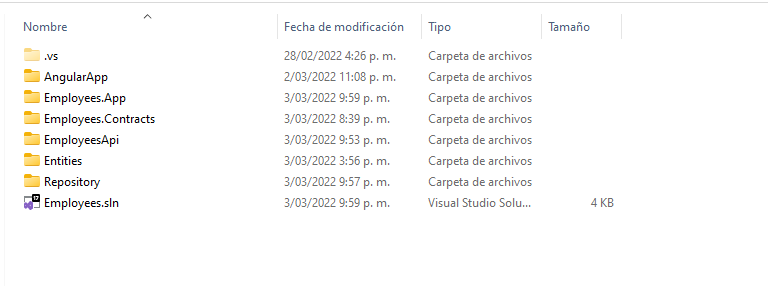 Nombre Fecha de modificación Tipo Tamaño
.vs 28/02/2022 4:26 p. m. Carpeta de archivos
AngularApp 2/03/2022 11:08 p. m. Carpeta de archivos
Employees.App 3/03/2022 9:59 p. m. Carpeta de archivos
Employees.Contracts 3/03/2022 8:39 p. m. Carpeta de archivos
EmployeesApi 3/03/2022 9:53 p. m. Carpeta de archivos
Entities 3/03/2022 3:56 p. m. Carpeta de archivos
Repository 3/03/2022 9:57 p. m. Carpeta de archivos
Employees.sln 3/03/2022 9:59 p. m. Visual Studio Solu... 4 KB